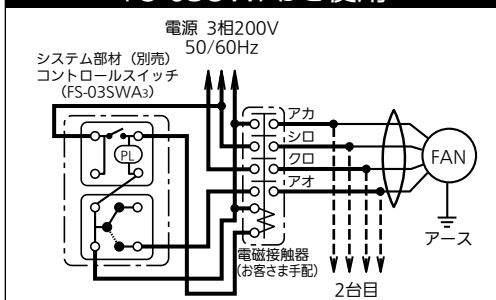 電源 3相200V
50/60Hz
システム部材（別売）
コントロールスイッチ
（FS-03SWA3）
PL
アカ
シロ
クロ
アオ
FAN
アース
電磁接触器
（お客さま手配）
2台目